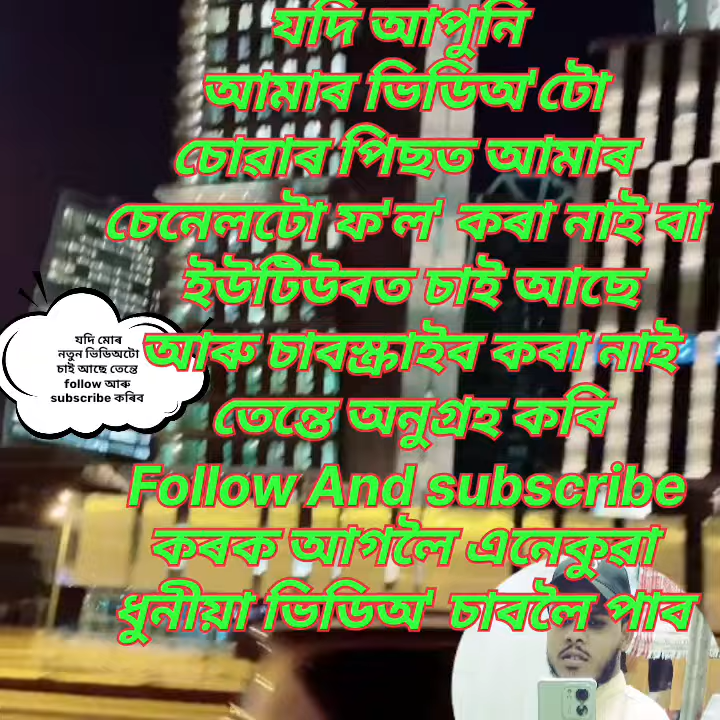 যদি আপুনি
আমাৰ ভিডিঅ'টো
চোৱাৰ পিছত আমাৰ
চেনেলটো ফ'ল' কৰা নাই বা
ইউটিউবত চাই আছে
আৰু চাবস্ক্ৰাইব কৰা নাই
তেন্তে অনুগ্ৰহ কৰি
Follow And subscribe
কৰক আগলৈ এনেকুৱা
ধুনীয়া ভিডিঅ' চাবলৈ পাব
যদি মোৰ
নতুন ভিডিঅটো
চাই আছে তেন্তে
follow আৰু
subscribe কৰিব